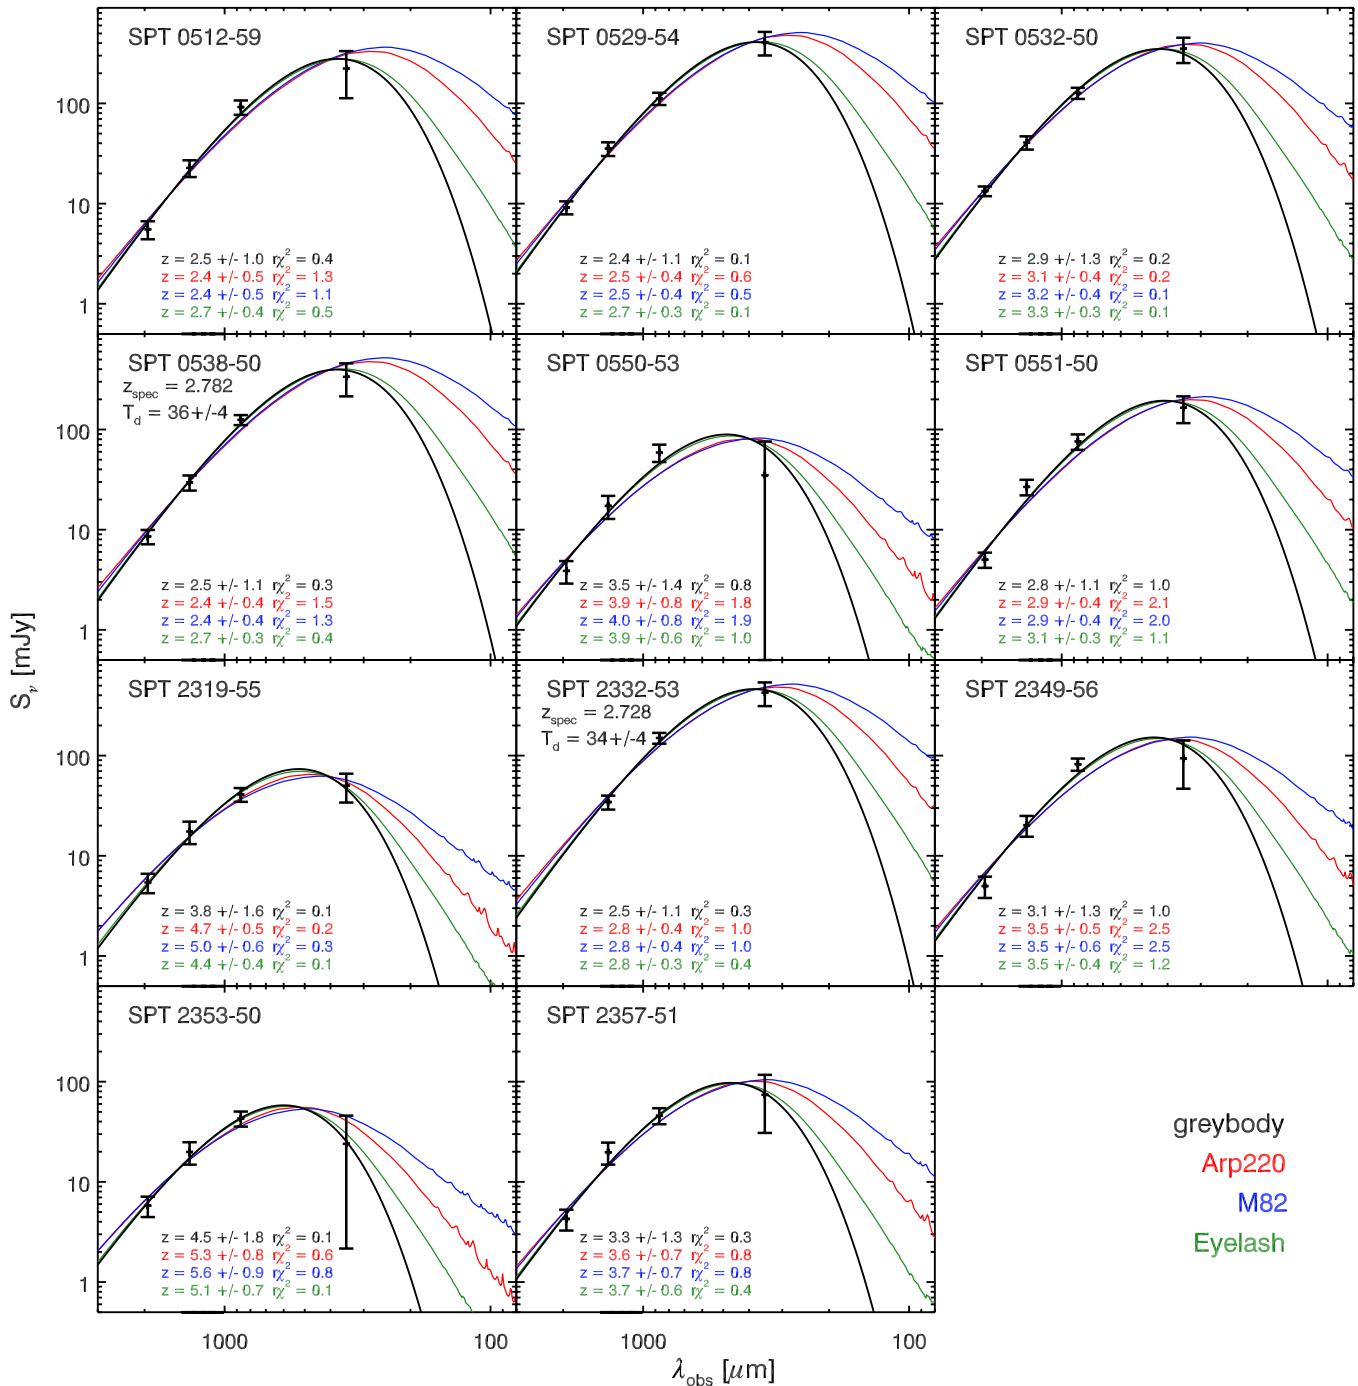 SPT 0512-59
z = 2.5 +/- 1.0 rχ² = 0.4
z = 2.4 +/- 0.5 rχ² = 1.3
z = 2.4 +/- 0.5 rχ² = 1.1
z = 2.7 +/- 0.4 rχ² = 0.5
SPT 0529-54
z = 2.4 +/- 1.1 rχ² = 0.1
z = 2.5 +/- 0.4 rχ² = 0.6
z = 2.5 +/- 0.4 rχ² = 0.5
z = 2.7 +/- 0.3 rχ² = 0.1
SPT 0532-50
z = 2.9 +/- 1.3 rχ² = 0.2
z = 3.1 +/- 0.4 rχ² = 0.2
z = 3.2 +/- 0.4 rχ² = 0.1
z = 3.3 +/- 0.3 rχ² = 0.1
100
10
1
SPT 0538-50
z_spec = 2.782
T_d = 36+/-4
z = 2.5 +/- 1.1 rχ² = 0.3
z = 2.4 +/- 0.4 rχ² = 1.5
z = 2.4 +/- 0.4 rχ² = 1.3
z = 2.7 +/- 0.3 rχ² = 0.4
SPT 0550-53
z = 3.5 +/- 1.4 rχ² = 0.8
z = 3.9 +/- 0.8 rχ² = 1.8
z = 4.0 +/- 0.8 rχ² = 1.9
z = 3.9 +/- 0.6 rχ² = 1.0
SPT 0551-50
z = 2.8 +/- 1.1 rχ² = 1.0
z = 2.9 +/- 0.4 rχ² = 2.1
z = 2.9 +/- 0.4 rχ² = 2.0
z = 3.1 +/- 0.3 rχ² = 1.1
100
10
1
S_ν [mJy]
SPT 2319-55
z = 3.8 +/- 1.6 rχ² = 0.1
z = 4.7 +/- 0.5 rχ² = 0.2
z = 5.0 +/- 0.6 rχ² = 0.3
z = 4.4 +/- 0.4 rχ² = 0.1
SPT 2332-53
z_spec = 2.728
T_d = 34+/-4
z = 2.5 +/- 1.1 rχ² = 0.3
z = 2.8 +/- 0.4 rχ² = 1.0
z = 2.8 +/- 0.4 rχ² = 1.0
z = 2.8 +/- 0.3 rχ² = 0.4
SPT 2349-56
z = 3.1 +/- 1.3 rχ² = 1.0
z = 3.5 +/- 0.5 rχ² = 2.5
z = 3.5 +/- 0.6 rχ² = 2.5
z = 3.5 +/- 0.4 rχ² = 1.2
100
10
1
SPT 2353-50
z = 4.5 +/- 1.8 rχ² = 0.1
z = 5.3 +/- 0.8 rχ² = 0.6
z = 5.6 +/- 0.9 rχ² = 0.8
z = 5.1 +/- 0.7 rχ² = 0.1
SPT 2357-51
z = 3.3 +/- 1.3 rχ² = 0.3
z = 3.6 +/- 0.7 rχ² = 0.8
z = 3.7 +/- 0.7 rχ² = 0.8
z = 3.7 +/- 0.6 rχ² = 0.4
greybody
Arp220
M82
Eyelash
100
10
1
1000 100 1000 100
λ_obs [μm]